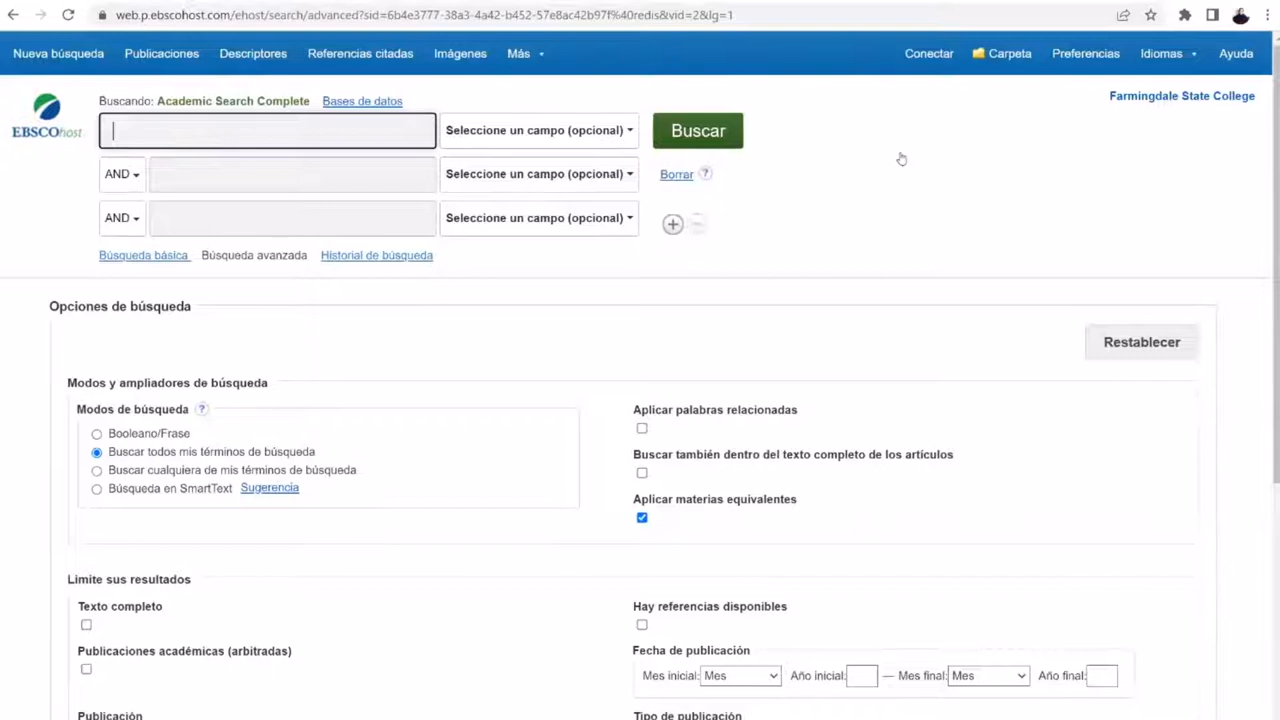 web.p.ebscohost.com/ehost/search/advanced?sid=6b4e3777-38a3-4a42-b452-57e8ac42b97f%40redis&vid=2&lg=1
Nueva búsqueda Publicaciones Descriptores Referencias citadas Imágenes Más Conectar Carpeta Preferencias Idiomas Ayuda
Buscando: Academic Search Complete Bases de datos Farmingdale State College
EBSCOhost
Seleccione un campo (opcional) Buscar
AND Seleccione un campo (opcional) Borrar ?
AND Seleccione un campo (opcional)
Búsqueda básica Búsqueda avanzada Historial de búsqueda
Opciones de búsqueda
Restablecer
Modos y ampliadores de búsqueda
Modos de búsqueda ?
Booleano/Frase
Buscar todos mis términos de búsqueda
Buscar cualquiera de mis términos de búsqueda
Búsqueda en SmartText Sugerencia
Aplicar palabras relacionadas
Buscar también dentro del texto completo de los artículos
Aplicar materias equivalentes
Limite sus resultados
Texto completo
Hay referencias disponibles
Publicaciones académicas (arbitradas)
Fecha de publicación
Mes inicial: Mes Año inicial: — Mes final: Mes Año final:
Publicación
Tipo de publicación